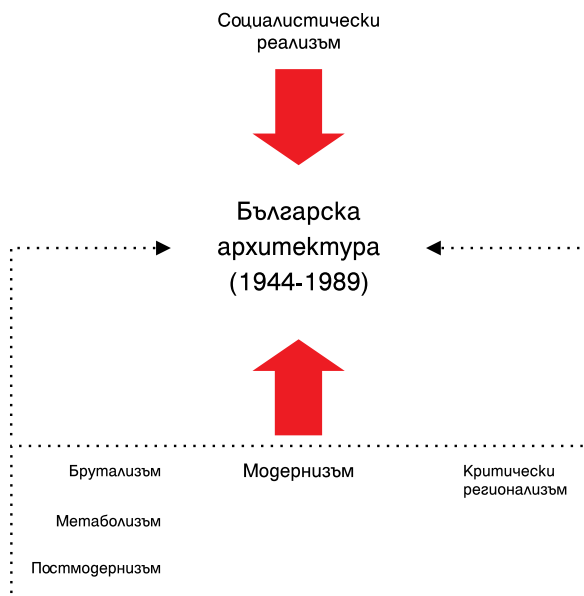 Социалистически
реализъм
Българска
архитектура
(1944-1989)
Брутализъм
Модернизъм
Критически
регионализъм
Метаболизъм
Постмодернизъм